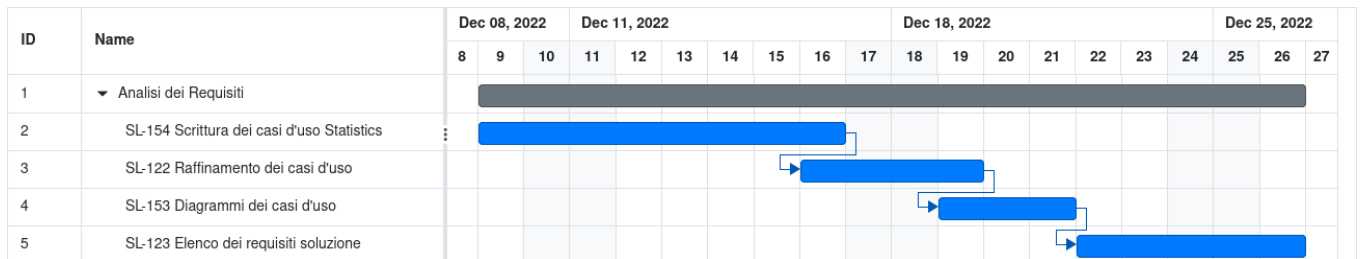 ID Name Dec 08, 2022 Dec 11, 2022 Dec 18, 2022 Dec 25, 2022
8 9 10 11 12 13 14 15 16 17 18 19 20 21 22 23 24 25 26 27
1 Analisi dei Requisiti
2 SL-154 Scrittura dei casi d'uso Statistics
3 SL-122 Raffinamento dei casi d'uso
4 SL-153 Diagrammi dei casi d'uso
5 SL-123 Elenco dei requisiti soluzione